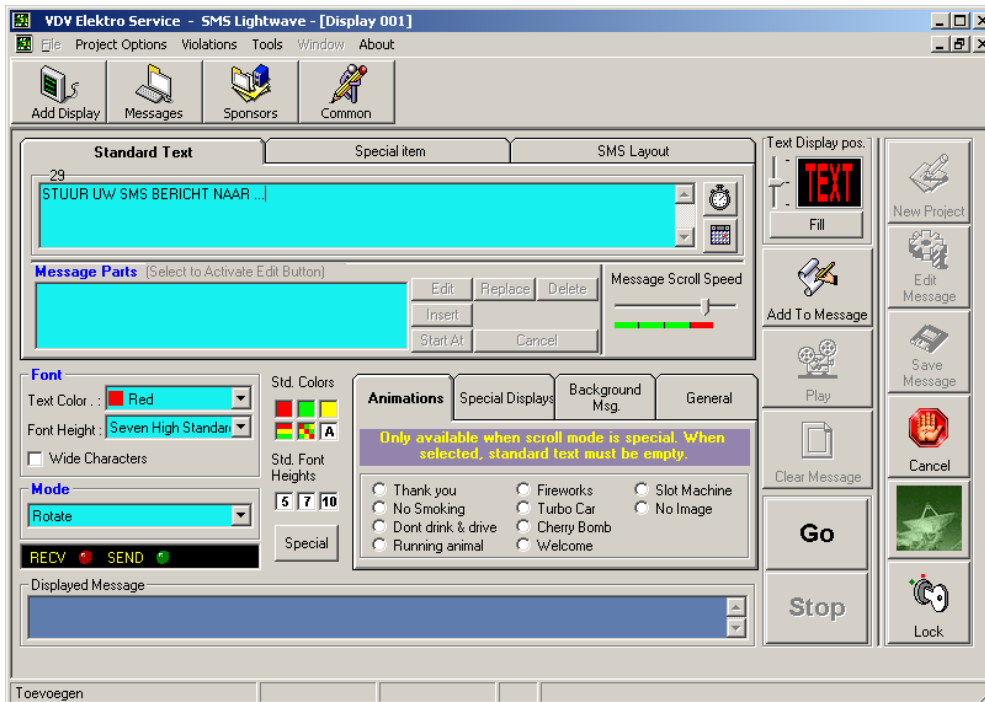 VDV Elektro Service - SMS Lightwave - [Display 001]
File Project Options Violations Tools Window About
Add Display Messages Sponsors Common
Standard Text Special item SMS Layout
29
STUUR UW SMS BERICHT NAAR ...
Message Parts (Select to Activate Edit Button)
Edit Replace Delete
Insert
Start At Cancel
Message Scroll Speed
Text Display pos.
TEXT
Fill
Add To Message
Play
Clear Message
Go
Stop
New Project
Edit
Message
Save
Message
Cancel
Lock
Font
Text Color . : Red
Font Height : Seven High Standar
Wide Characters
Mode
Rotate
RECV SEND
Std. Colors
A
Std. Font
Heights
5 7 10
Special
Animations Special Displays Background
Msg. General
Only available when scroll mode is special. When
selected, standard text must be empty.
Thank you Fireworks Slot Machine
No Smoking Turbo Car No Image
Dont drink & drive Cherry Bomb
Running animal Welcome
Displayed Message
Toevoegen